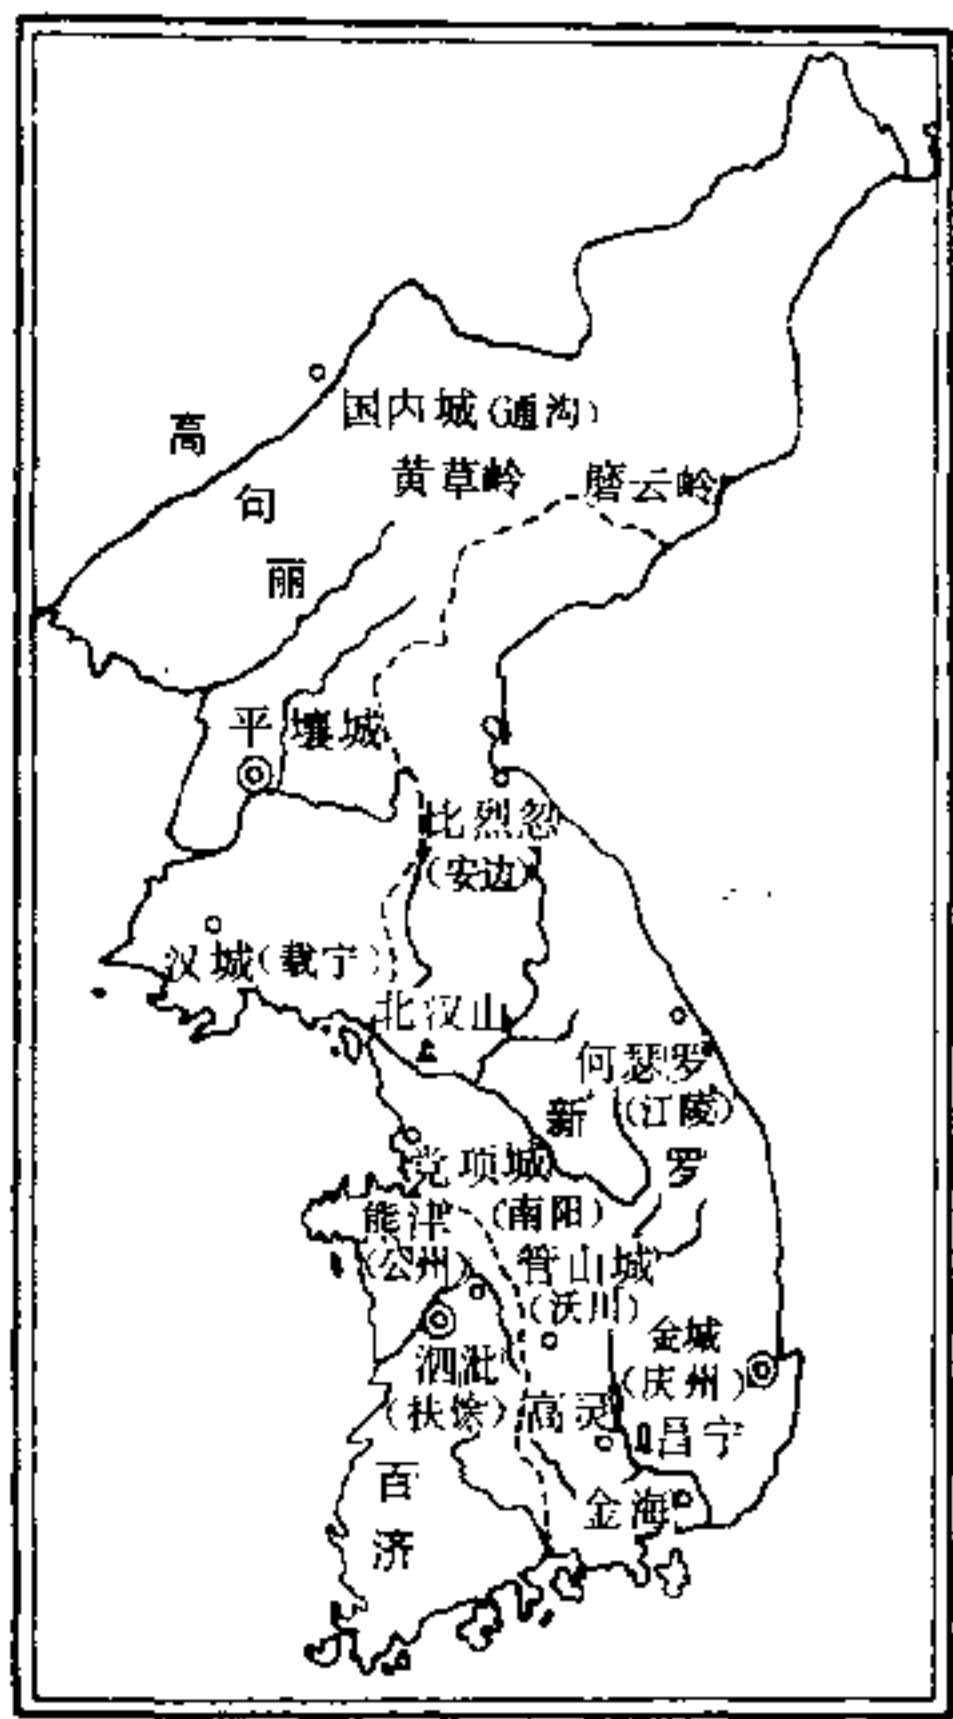 国内城(通沟)
高句丽
黄草岭
磨云岭
平壤城
比烈忽
(安边)
汉城(载宁)
北汉山
何瑟罗
(江陵)
新罗
党项城
(南阳)
熊津
(公州)
管山城
(沃川)
金城
(庆州)
泗沘
(扶馀)
高灵
昌宁
百济
金海